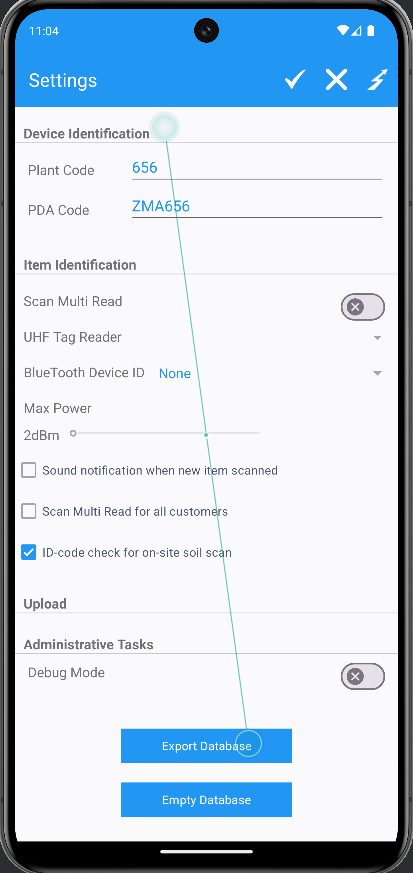 11:04
Settings
Device Identification
Plant Code 656
PDA Code ZMA656
Item Identification
Scan Multi Read
UHF Tag Reader
BlueTooth Device ID None
Max Power
2dBm
Sound notification when new item scanned
Scan Multi Read for all customers
ID-code check for on-site soil scan
Upload
Administrative Tasks
Debug Mode
Export Database
Empty Database